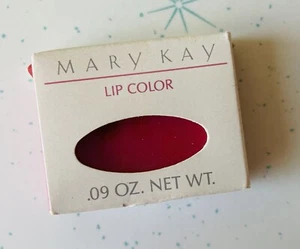 MARY KAY
LIP COLOR
.09 OZ. NET WT.